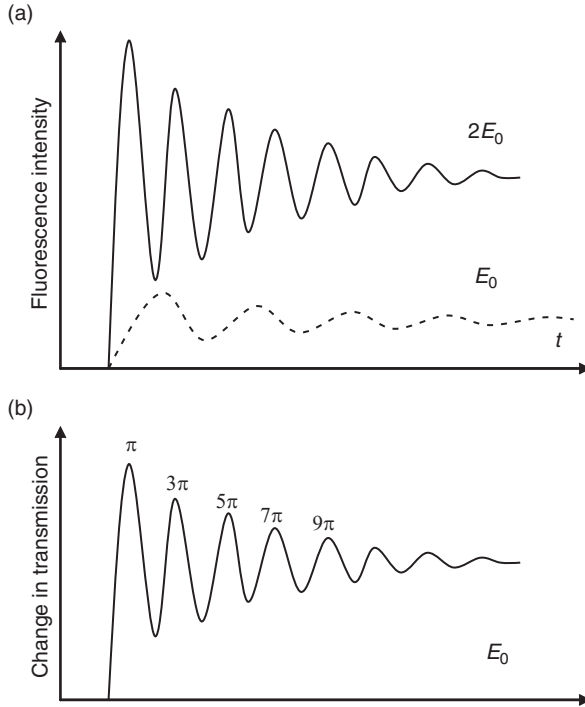 (a)
Fluorescence intensity
2E₀
E₀
t
(b)
Change in transmission
π
3π
5π
7π
9π
E₀